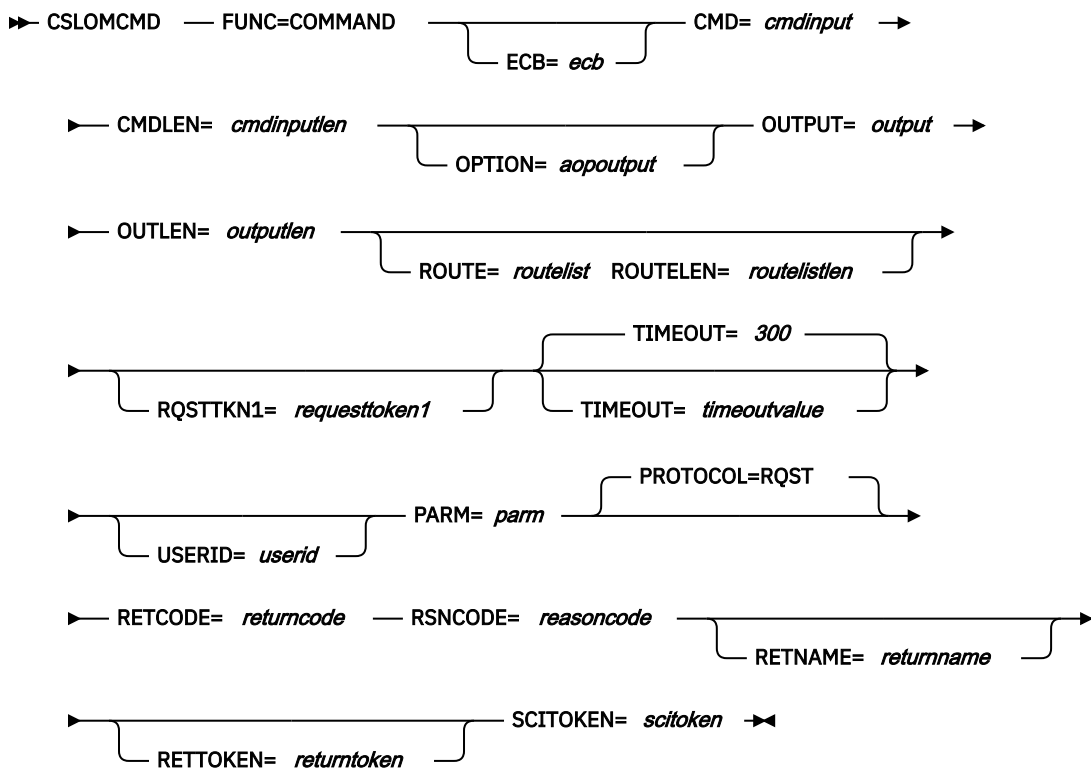 CSLOMCMD FUNC=COMMAND CMD= cmdinput
ECB= ecb
CMDLEN= cmdinputlen OUTPUT= output
OPTION= aopoutput
OUTLEN= outputlen
ROUTE= routelist ROUTELEN= routelistlen
TIMEOUT= 300
RQSTTKN1= requesttoken1 TIMEOUT= timeoutvalue
PROTOCOL=RQST
PARM= parm
USERID= userid
RETCODE= returncode RSNCODE= reasoncode
RETNAME= returnname
SCITOKEN= scitoken
RETTOKEN= returntoken